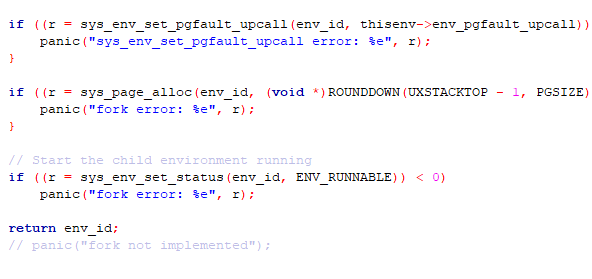 if ((r = sys_env_set_pgfault_upcall(env_id, thisenv->env_pgfault_upcall))
    panic("sys_env_set_pgfault_upcall error: %e", r);
}

if ((r = sys_page_alloc(env_id, (void *)ROUNDDOWN(UXSTACKTOP - 1, PGSIZE)
    panic("fork error: %e", r);
}

// Start the child environment running
if ((r = sys_env_set_status(env_id, ENV_RUNNABLE)) < 0)
    panic("fork error: %e", r);

return env_id;
// panic("fork not implemented");